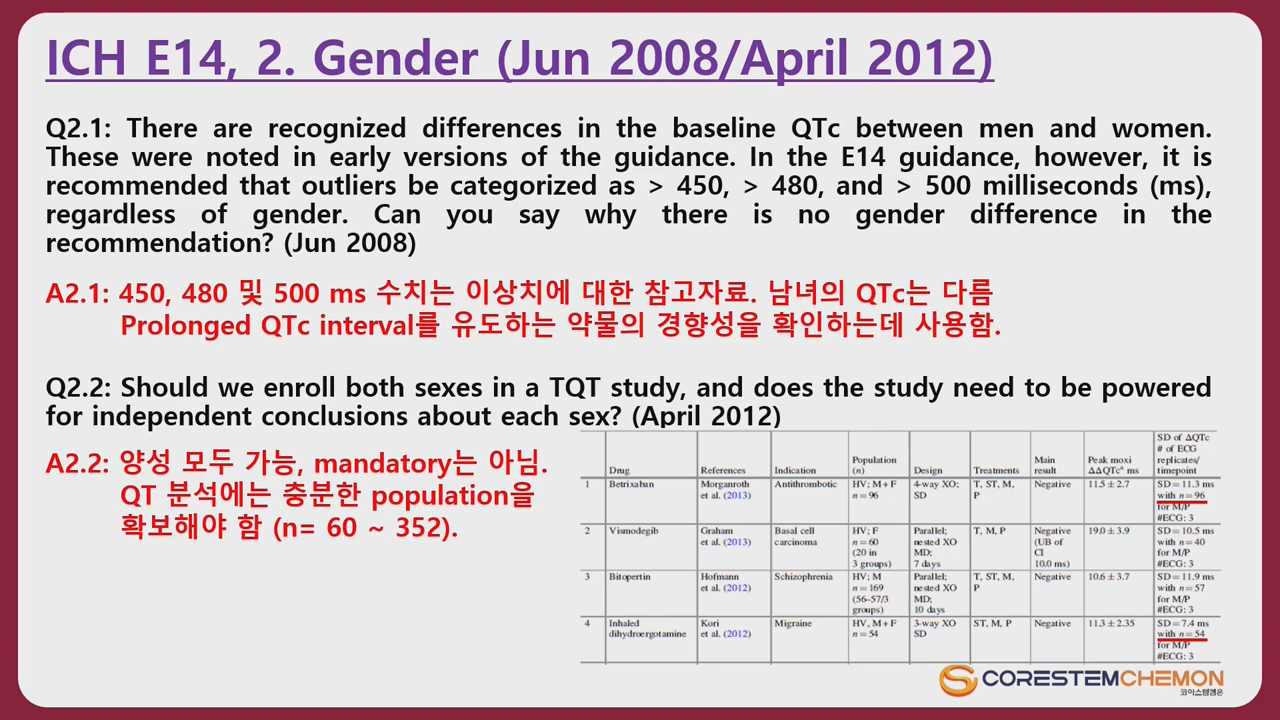 ICH E14, 2. Gender (Jun 2008/April 2012)
Q2.1: There are recognized differences in the baseline QTc between men and women.
These were noted in early versions of the guidance. In the E14 guidance, however, it is
recommended that outliers be categorized as > 450, > 480, and > 500 milliseconds (ms),
regardless of gender. Can you say why there is no gender difference in the
recommendation? (Jun 2008)
A2.1: 450, 480 및 500 ms 수치는 이상치에 대한 참고자료. 남녀의 QTc는 다름
Prolonged QTc interval를 유도하는 약물의 경향성을 확인하는데 사용함.
Q2.2: Should we enroll both sexes in a TQT study, and does the study need to be powered
for independent conclusions about each sex? (April 2012)
A2.2: 양성 모두 가능, mandatory는 아님.
QT 분석에는 충분한 population을
확보해야 함 (n= 60 ~ 352).
Drug References Indication Population (n) Design Treatments Main result Peak moxi ΔΔQTcᵃ ms SD of ΔQTc # of ECG replicates/ timepoint
1 Betrixaban Morganroth et al. (2013) Antithrombotic HV; M + F n = 96 4-way XO; SD T, ST, M, P Negative 11.5 ± 2.7 SD = 11.3 ms with n = 96 for M/P #ECG: 3
2 Vismodegib Graham et al. (2013) Basal cell carcinoma HV; F n = 60 (20 in 3 groups) Parallel; nested XO MD; 7 days T, M, P Negative (UB of CI 10.0 ms) 19.0 ± 3.9 SD = 10.5 ms with n = 40 for M/P #ECG: 3
3 Bitopertin Hofmann et al. (2012) Schizophrenia HV; M n = 169 (56–57/3 groups) Parallel; nested XO MD; 10 days T, ST, M, P Negative 10.6 ± 3.7 SD = 11.9 ms with n = 57 for M/P #ECG: 3
4 Inhaled dihydroergotamine Kori et al. (2012) Migraine HV, M + F n = 54 3-way XO SD ST, M, P Negative 11.3 ± 2.35 SD = 7.4 ms with n = 54 for M/P #ECG: 3
CORESTEMCHEMON
코아스템켐온